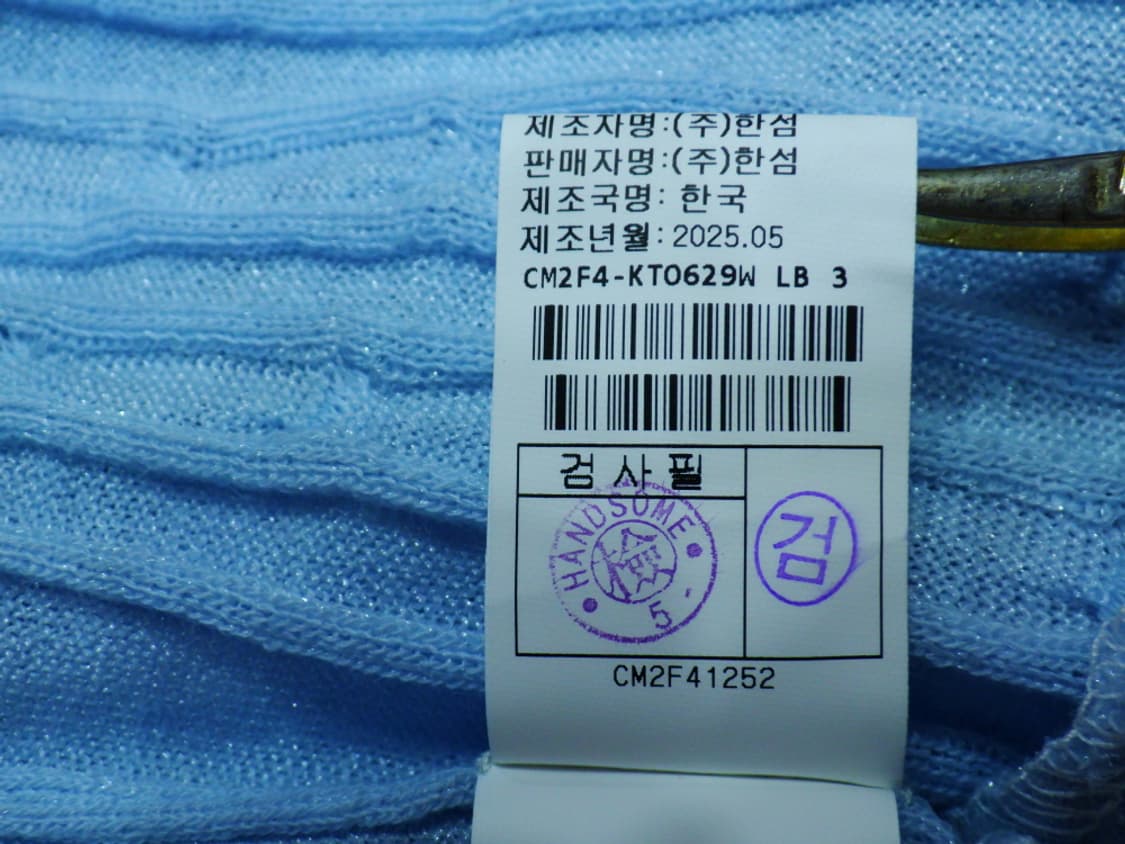 제조자명:(주)한섬
판매자명:(주)한섬
제조국명: 한국
제조년월: 2025.05
CM2F4-KTO629W LB 3
검사필
HANDSOME
5
검
CM2F41252